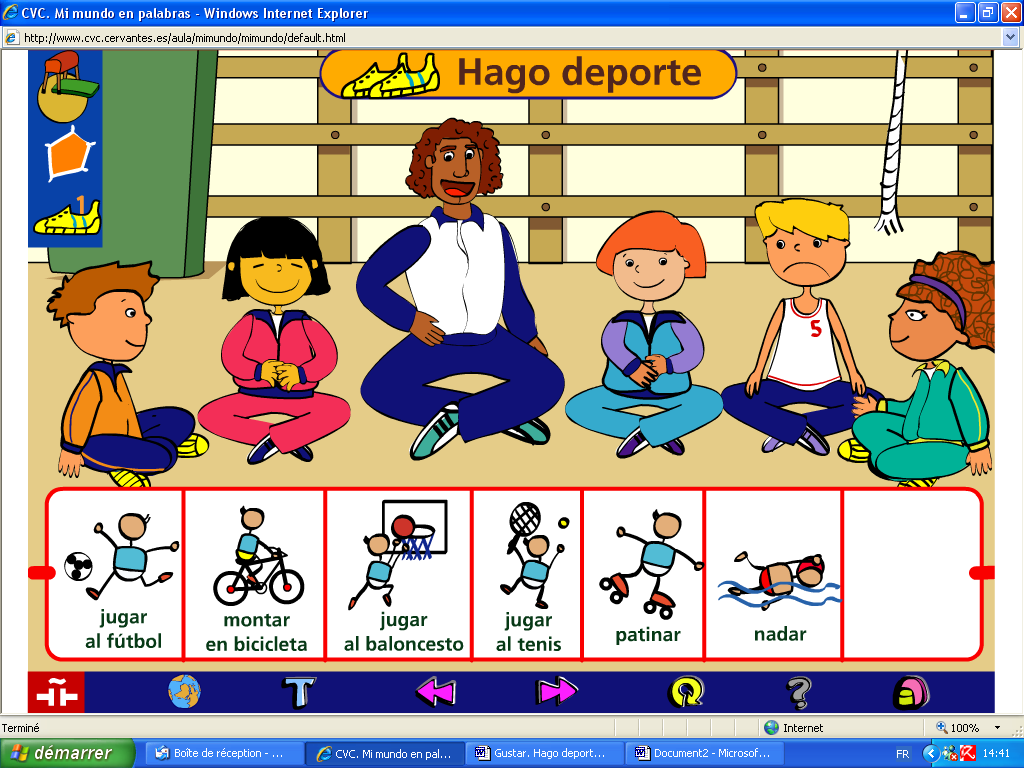 CVC. Mi mundo en palabras - Windows Internet Explorer
http://www.cvc.cervantes.es/aula/mimundo/mimundo/default.html
Hago deporte
1
5
jugar
al fútbol
montar
en bicicleta
jugar
al baloncesto
jugar
al tenis
patinar
nadar
T
?
Terminé
Internet
100%
démarrer
Boîte de réception - ...
CVC. Mi mundo en pal...
Gustar. Hago deport...
Document2 - Microsof...
FR
14:41